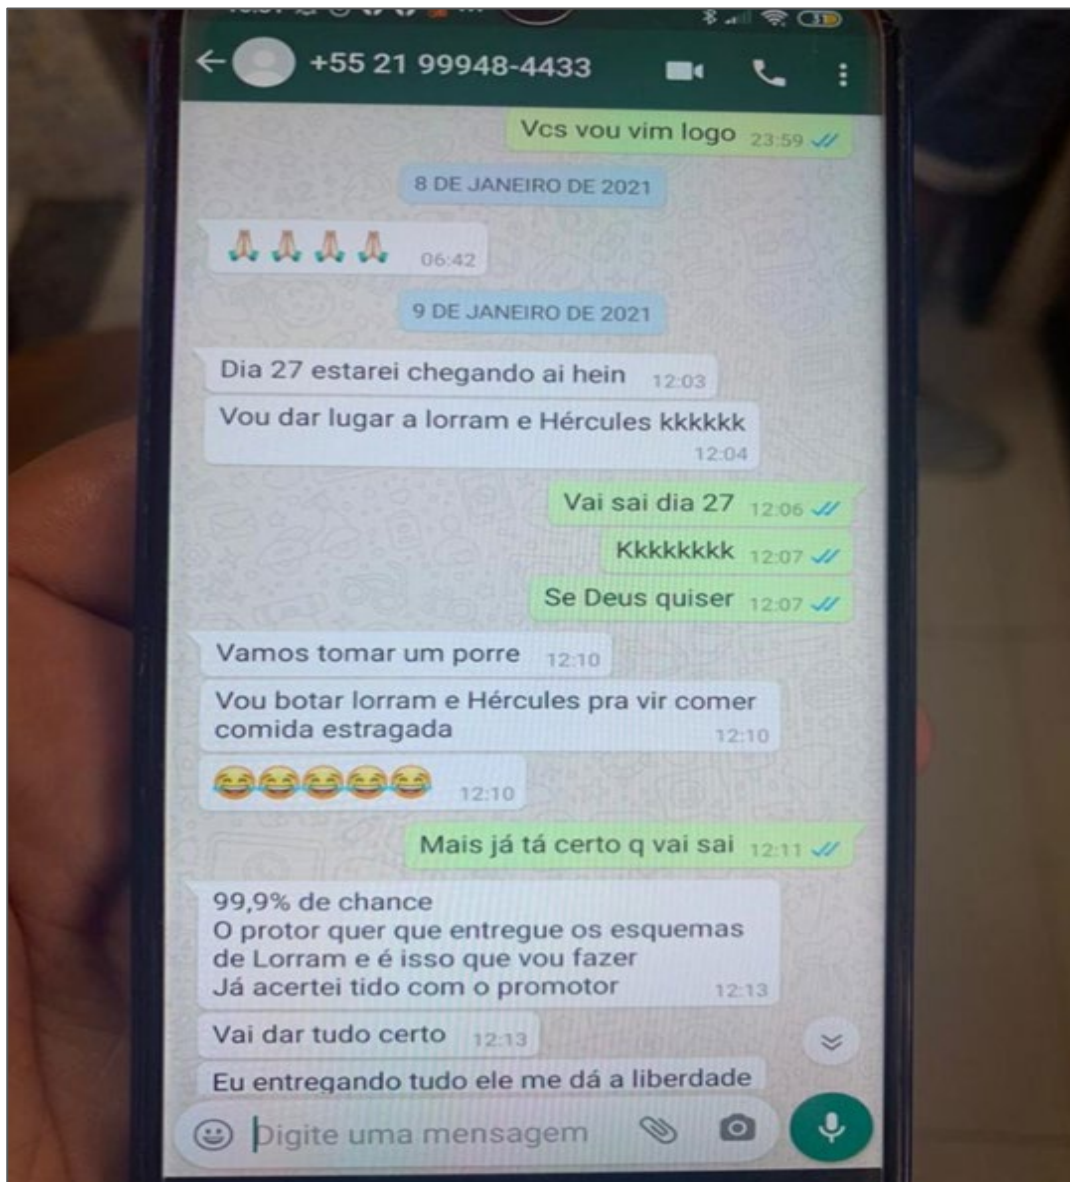 31
+55 21 99948-4433
Vcs vou vim logo 23:59
8 DE JANEIRO DE 2021
06:42
9 DE JANEIRO DE 2021
Dia 27 estarei chegando ai hein 12:03
Vou dar lugar a lorram e Hércules kkkkkk
12:04
Vai sai dia 27 12:06
Kkkkkkkk 12:07
Se Deus quiser 12:07
Vamos tomar um porre 12:10
Vou botar lorram e Hércules pra vir comer
comida estragada 12:10
12:10
Mais já tá certo q vai sai 12:11
99,9% de chance
O protor quer que entregue os esquemas
de Lorram e é isso que vou fazer
Já acertei tido com o promotor 12:13
Vai dar tudo certo 12:13
Eu entregando tudo ele me dá a liberdade
Digite uma mensagem